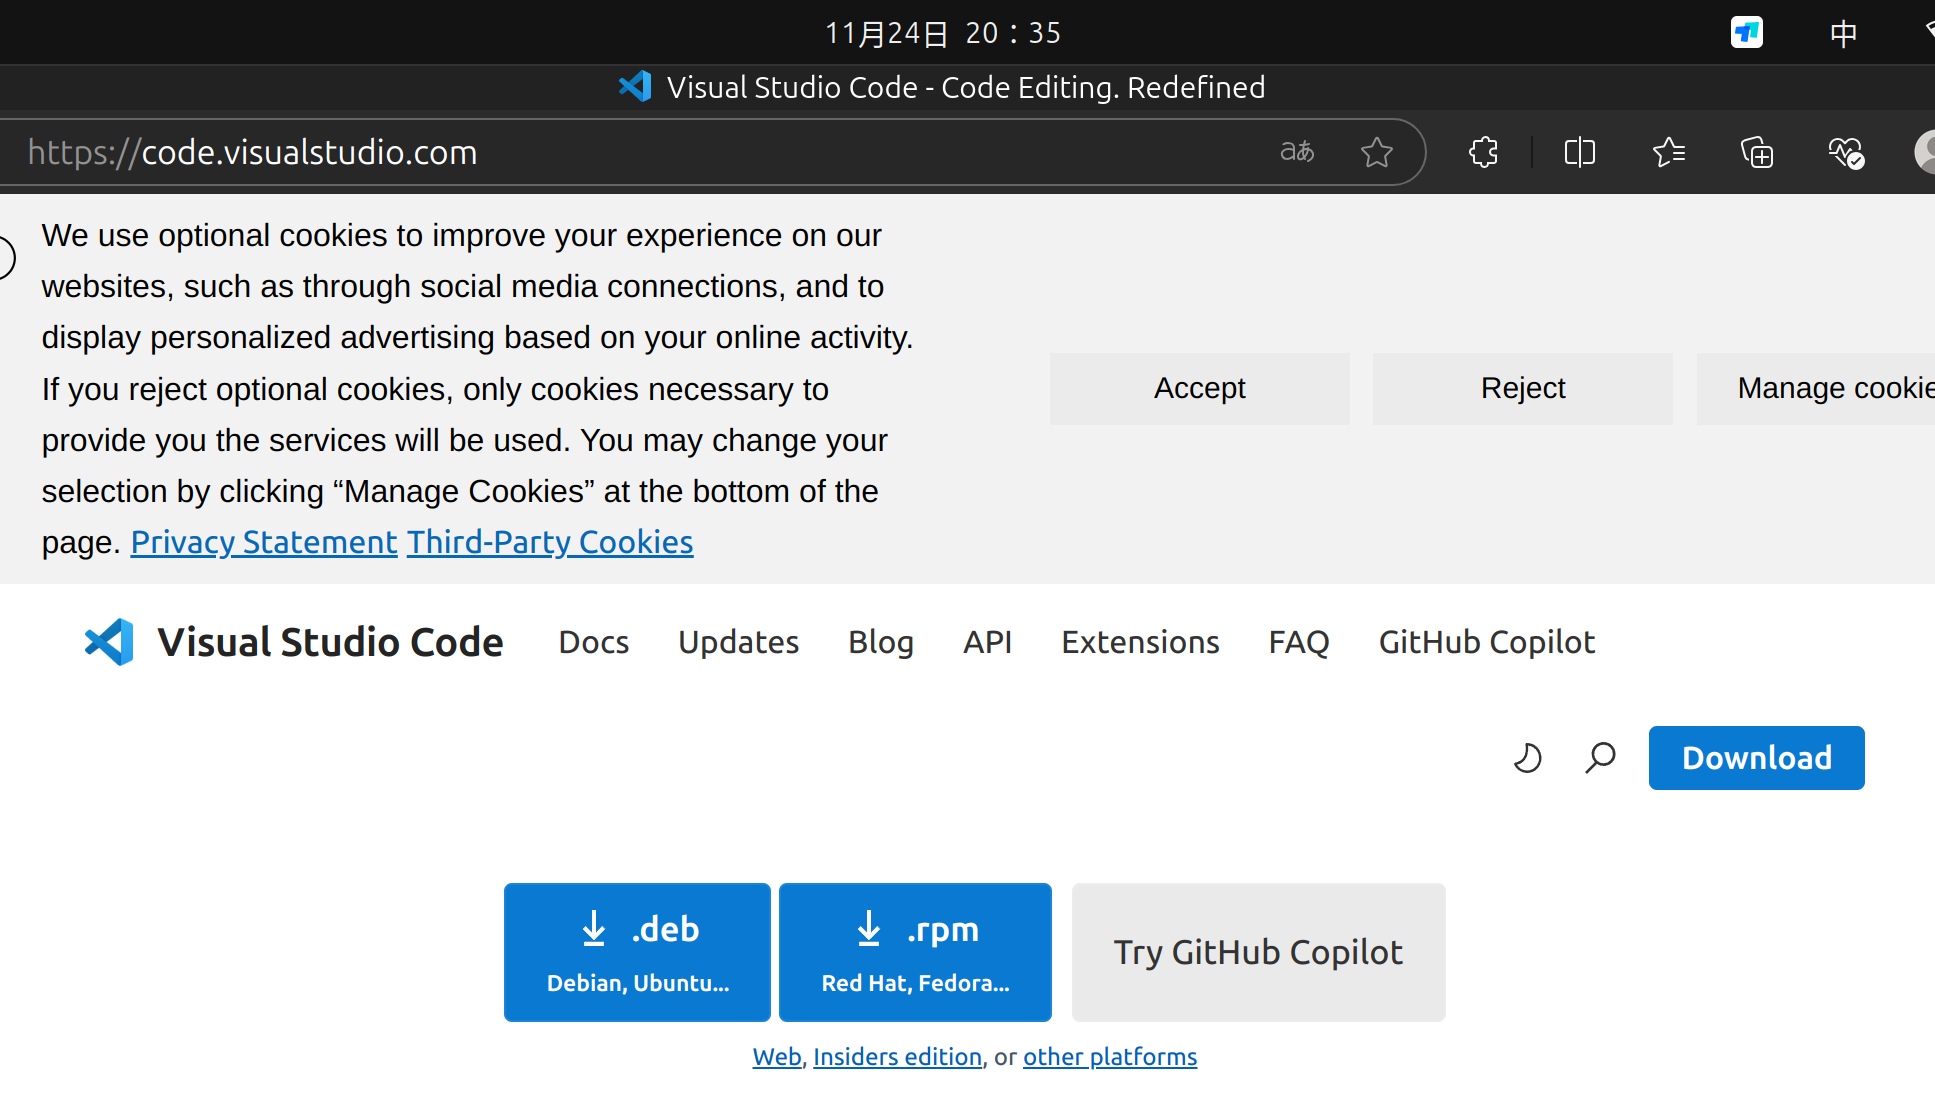 11月24日 20：35
中
Visual Studio Code - Code Editing. Redefined
https://code.visualstudio.com
aあ
We use optional cookies to improve your experience on our
websites, such as through social media connections, and to
display personalized advertising based on your online activity.
If you reject optional cookies, only cookies necessary to
provide you the services will be used. You may change your
selection by clicking “Manage Cookies” at the bottom of the
page. Privacy Statement Third-Party Cookies
Accept
Reject
Manage cookie
Visual Studio Code
Docs
Updates
Blog
API
Extensions
FAQ
GitHub Copilot
Download
.deb
Debian, Ubuntu...
.rpm
Red Hat, Fedora...
Try GitHub Copilot
Web, Insiders edition, or other platforms